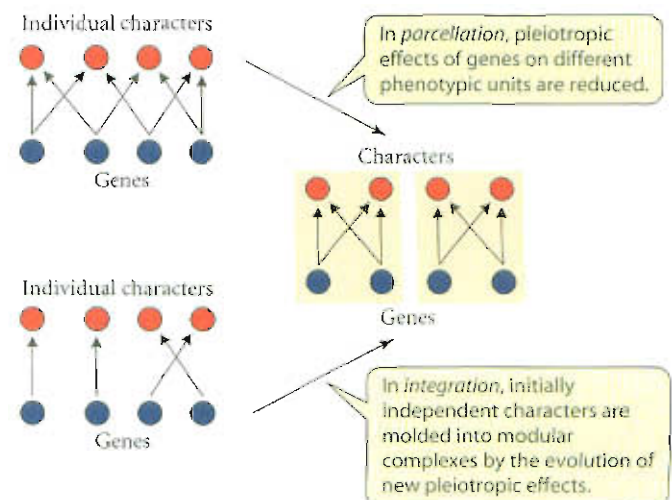 Individual characters
In parcellation, pleiotropic
effects of genes on different
phenotypic units are reduced.
Genes
Characters
Individual characters
Genes
Genes
In integration, initially
independent characters are
molded into modular
complexes by the evolution of
new pleiotropic effects.